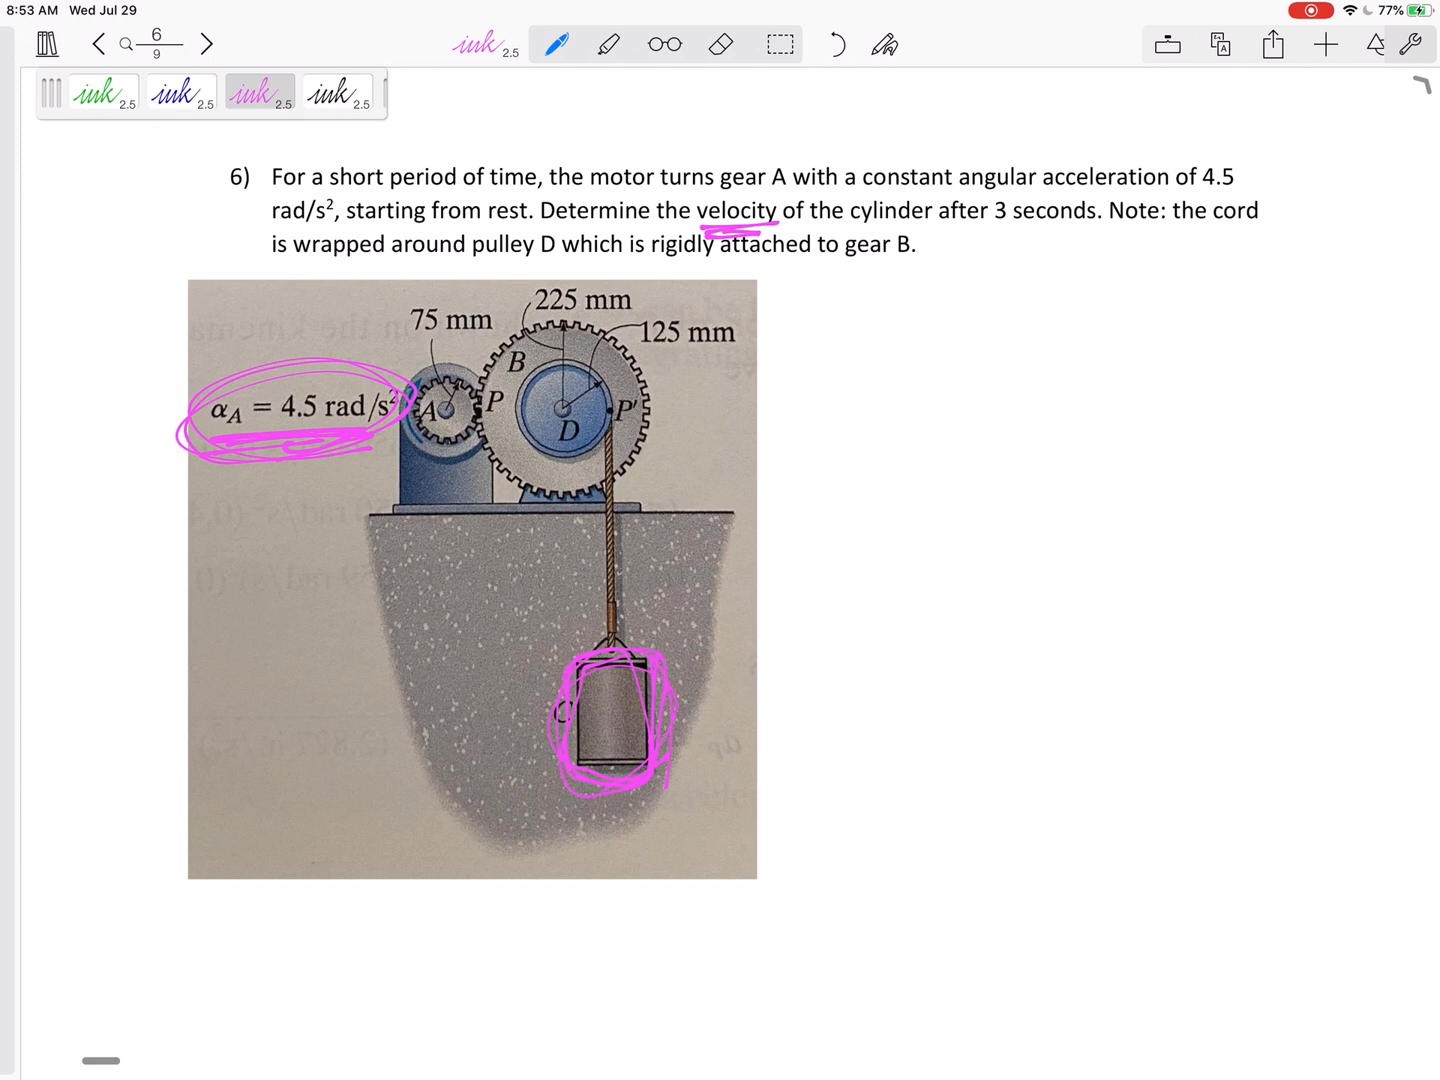 8:53 AM Wed Jul 29
77%
6
9
ink 2.5
ink 2.5
ink 2.5
ink 2.5
ink 2.5
6) For a short period of time, the motor turns gear A with a constant angular acceleration of 4.5
rad/s², starting from rest. Determine the velocity of the cylinder after 3 seconds. Note: the cord
is wrapped around pulley D which is rigidly attached to gear B.
225 mm
75 mm
125 mm
B
αA = 4.5 rad/s²
A
P
P'
D
C